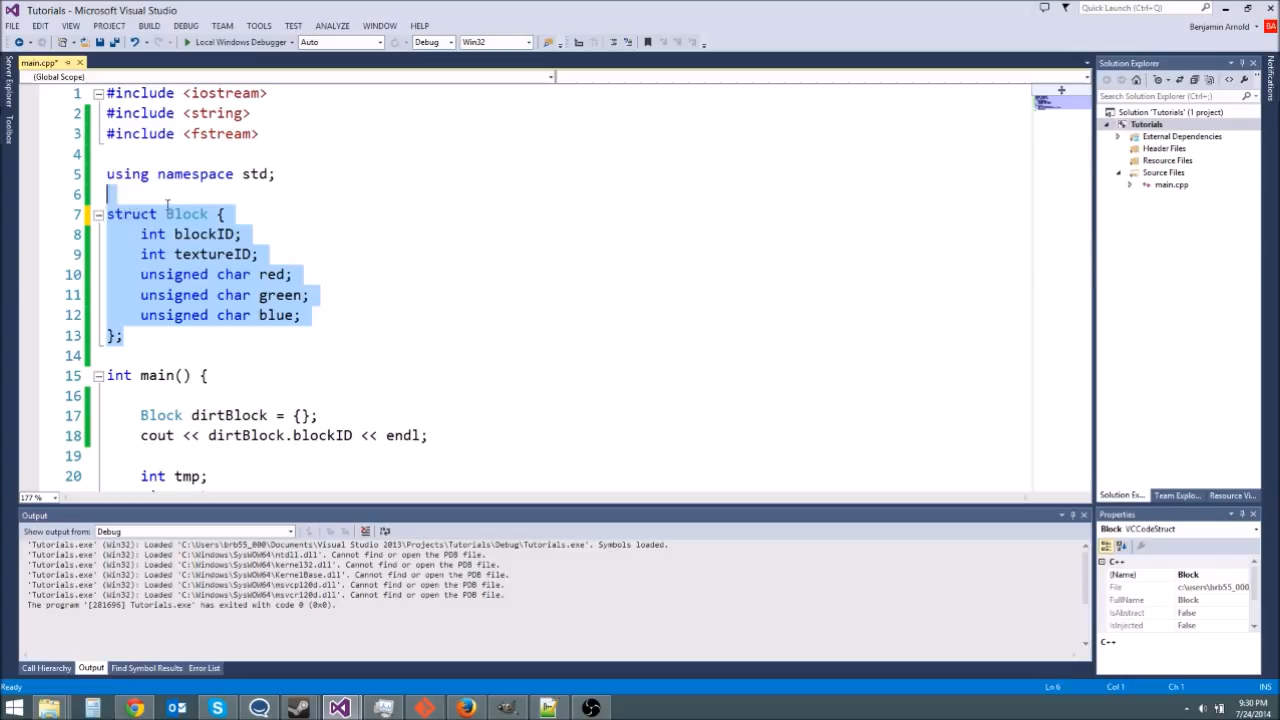 Tutorials - Microsoft Visual Studio
Quick Launch (Ctrl+Q)
FILE EDIT VIEW PROJECT BUILD DEBUG TEAM TOOLS TEST ANALYZE WINDOW HELP
Benjamin Arnold BA
Local Windows Debugger Auto Debug Win32
main.cpp*
(Global Scope)
Server Explorer
Toolbox
Notifications
1 #include <iostream>
2 #include <string>
3 #include <fstream>
4
5 using namespace std;
6
7 struct Block {
8 int blockID;
9 int textureID;
10 unsigned char red;
11 unsigned char green;
12 unsigned char blue;
13 };
14
15 int main() {
16
17 Block dirtBlock = {};
18 cout << dirtBlock.blockID << endl;
19
20 int tmp;
177 %
Solution Explorer
Search Solution Explorer (Ctrl+;)
Solution 'Tutorials' (1 project)
Tutorials
External Dependencies
Header Files
Resource Files
Source Files
main.cpp
Solution Ex... Team Explo... Resource Vi...
Properties
Block VCCodeStruct
C++
(Name) Block
File c:\users\brb55_000
FullName Block
IsAbstract False
IsInjected False
C++
Output
Show output from: Debug
'Tutorials.exe' (Win32): Loaded 'C:\Users\brb55_000\Documents\Visual Studio 2013\Projects\Tutorials\Debug\Tutorials.exe'. Symbols loaded.
'Tutorials.exe' (Win32): Loaded 'C:\Windows\SysWOW64\ntdll.dll'. Cannot find or open the PDB file.
'Tutorials.exe' (Win32): Loaded 'C:\Windows\SysWOW64\kernel32.dll'. Cannot find or open the PDB file.
'Tutorials.exe' (Win32): Loaded 'C:\Windows\SysWOW64\KernelBase.dll'. Cannot find or open the PDB file.
'Tutorials.exe' (Win32): Loaded 'C:\Windows\SysWOW64\msvcp120d.dll'. Cannot find or open the PDB file.
'Tutorials.exe' (Win32): Loaded 'C:\Windows\SysWOW64\msvcr120d.dll'. Cannot find or open the PDB file.
The program '[281696] Tutorials.exe' has exited with code 0 (0x0).
Call Hierarchy Output Find Symbol Results Error List
Ready Ln 6 Col 1 Ch 1 INS
9:30 PM
7/24/2014